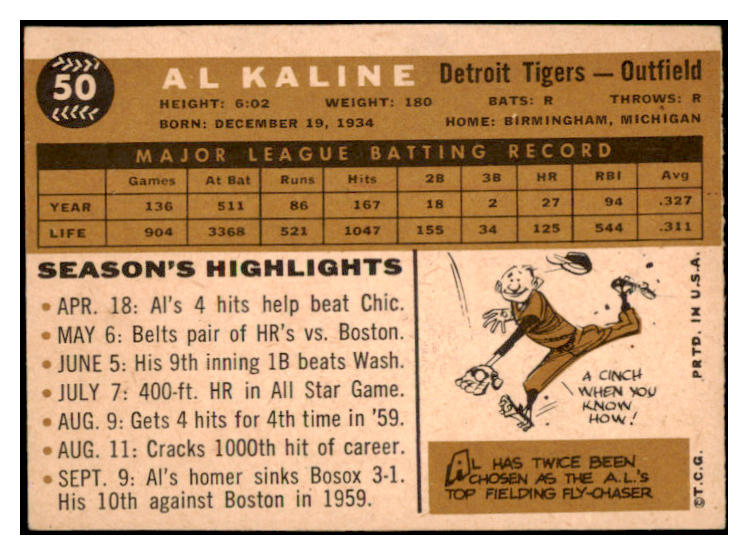 50
AL KALINE Detroit Tigers — Outfield
HEIGHT: 6:02 WEIGHT: 180 BATS: R THROWS: R
BORN: DECEMBER 19, 1934 HOME: BIRMINGHAM, MICHIGAN
MAJOR LEAGUE BATTING RECORD
Games At Bat Runs Hits 2B 3B HR RBI Avg
YEAR 136 511 86 167 18 2 27 94 .327
LIFE 904 3368 521 1047 155 34 125 544 .311
SEASON'S HIGHLIGHTS
• APR. 18: Al's 4 hits help beat Chic.
• MAY 6: Belts pair of HR's vs. Boston.
• JUNE 5: His 9th inning 1B beats Wash.
• JULY 7: 400-ft. HR in All Star Game.
• AUG. 9: Gets 4 hits for 4th time in '59.
• AUG. 11: Cracks 1000th hit of career.
• SEPT. 9: Al's homer sinks Bosox 3-1.
His 10th against Boston in 1959.
A CINCH
WHEN YOU
KNOW
HOW!
AL HAS TWICE BEEN
CHOSEN AS THE A.L.'S
TOP FIELDING FLY-CHASER
©T.C.G. PRTD. IN U.S.A.